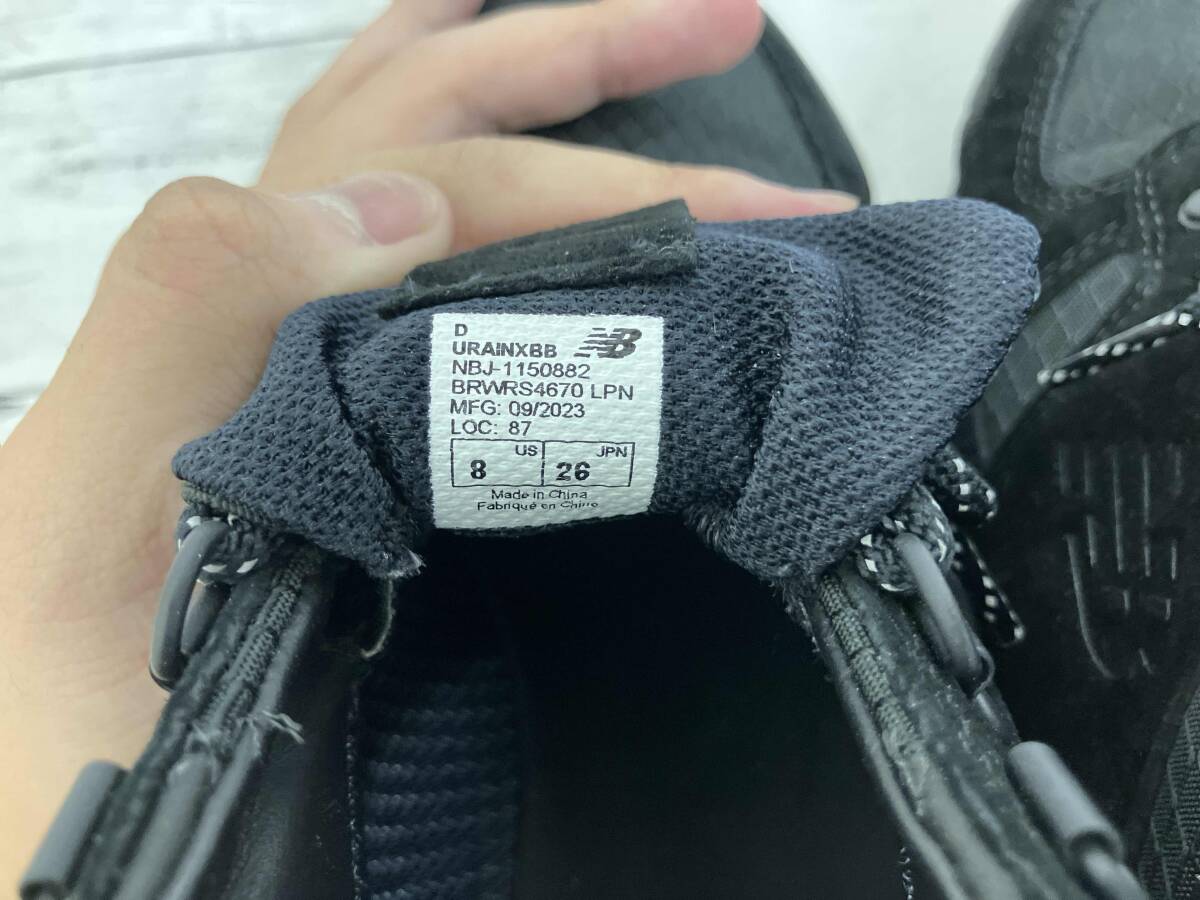 D
URAINXBB NB
NBJ-1150882
BRWRS4670 LPN
MFG: 09/2023
LOC: 87
8 US 26 JPN
Made in China
Fabriqué en Chine